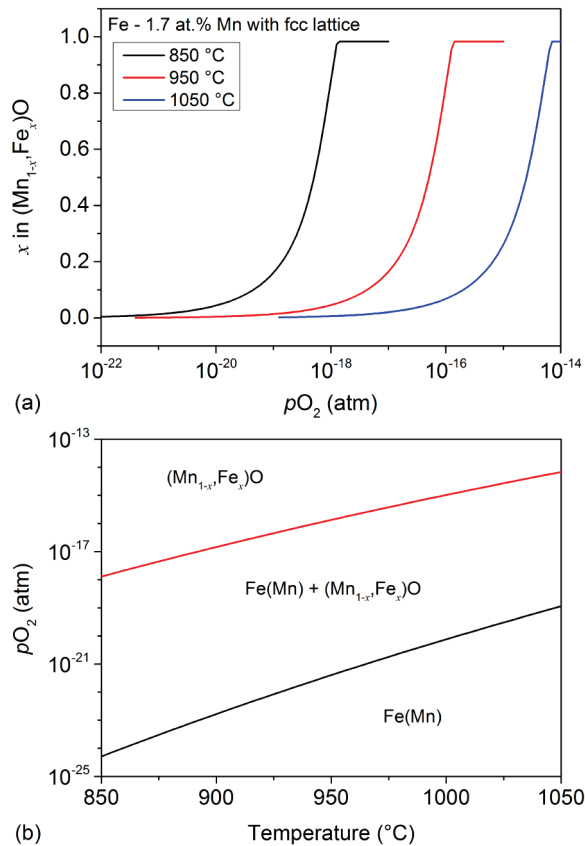 Fe - 1.7 at.% Mn with fcc lattice
850 °C
950 °C
1050 °C
1.0
0.8
0.6
0.4
0.2
0.0
x in (Mn₁₋ₓ,Feₓ)O
10⁻²² 10⁻²⁰ 10⁻¹⁸ 10⁻¹⁶ 10⁻¹⁴
(a) pO₂ (atm)
10⁻¹³
10⁻¹⁷
10⁻²¹
10⁻²⁵
pO₂ (atm)
(Mn₁₋ₓ,Feₓ)O
Fe(Mn) + (Mn₁₋ₓ,Feₓ)O
Fe(Mn)
850 900 950 1000 1050
(b) Temperature (°C)